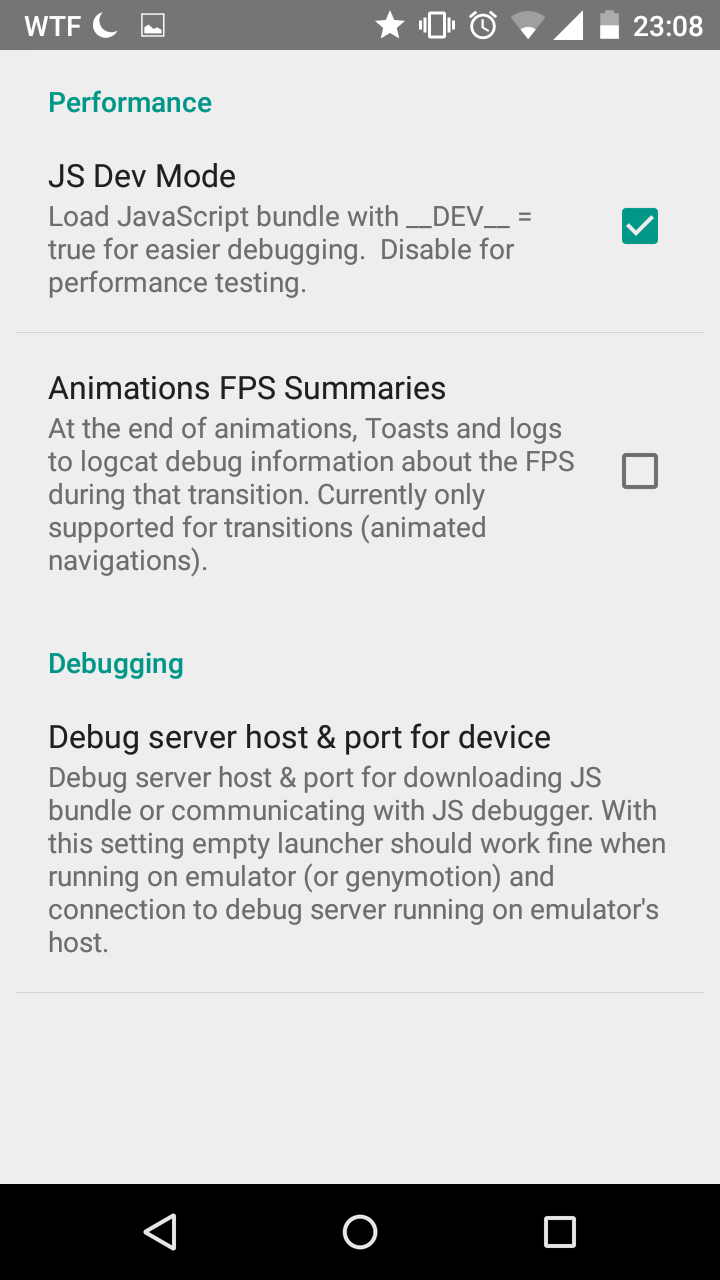 WTF 23:08
Performance
JS Dev Mode
Load JavaScript bundle with __DEV__ =
true for easier debugging.  Disable for
performance testing.
Animations FPS Summaries
At the end of animations, Toasts and logs
to logcat debug information about the FPS
during that transition. Currently only
supported for transitions (animated
navigations).
Debugging
Debug server host & port for device
Debug server host & port for downloading JS
bundle or communicating with JS debugger. With
this setting empty launcher should work fine when
running on emulator (or genymotion) and
connection to debug server running on emulator's
host.